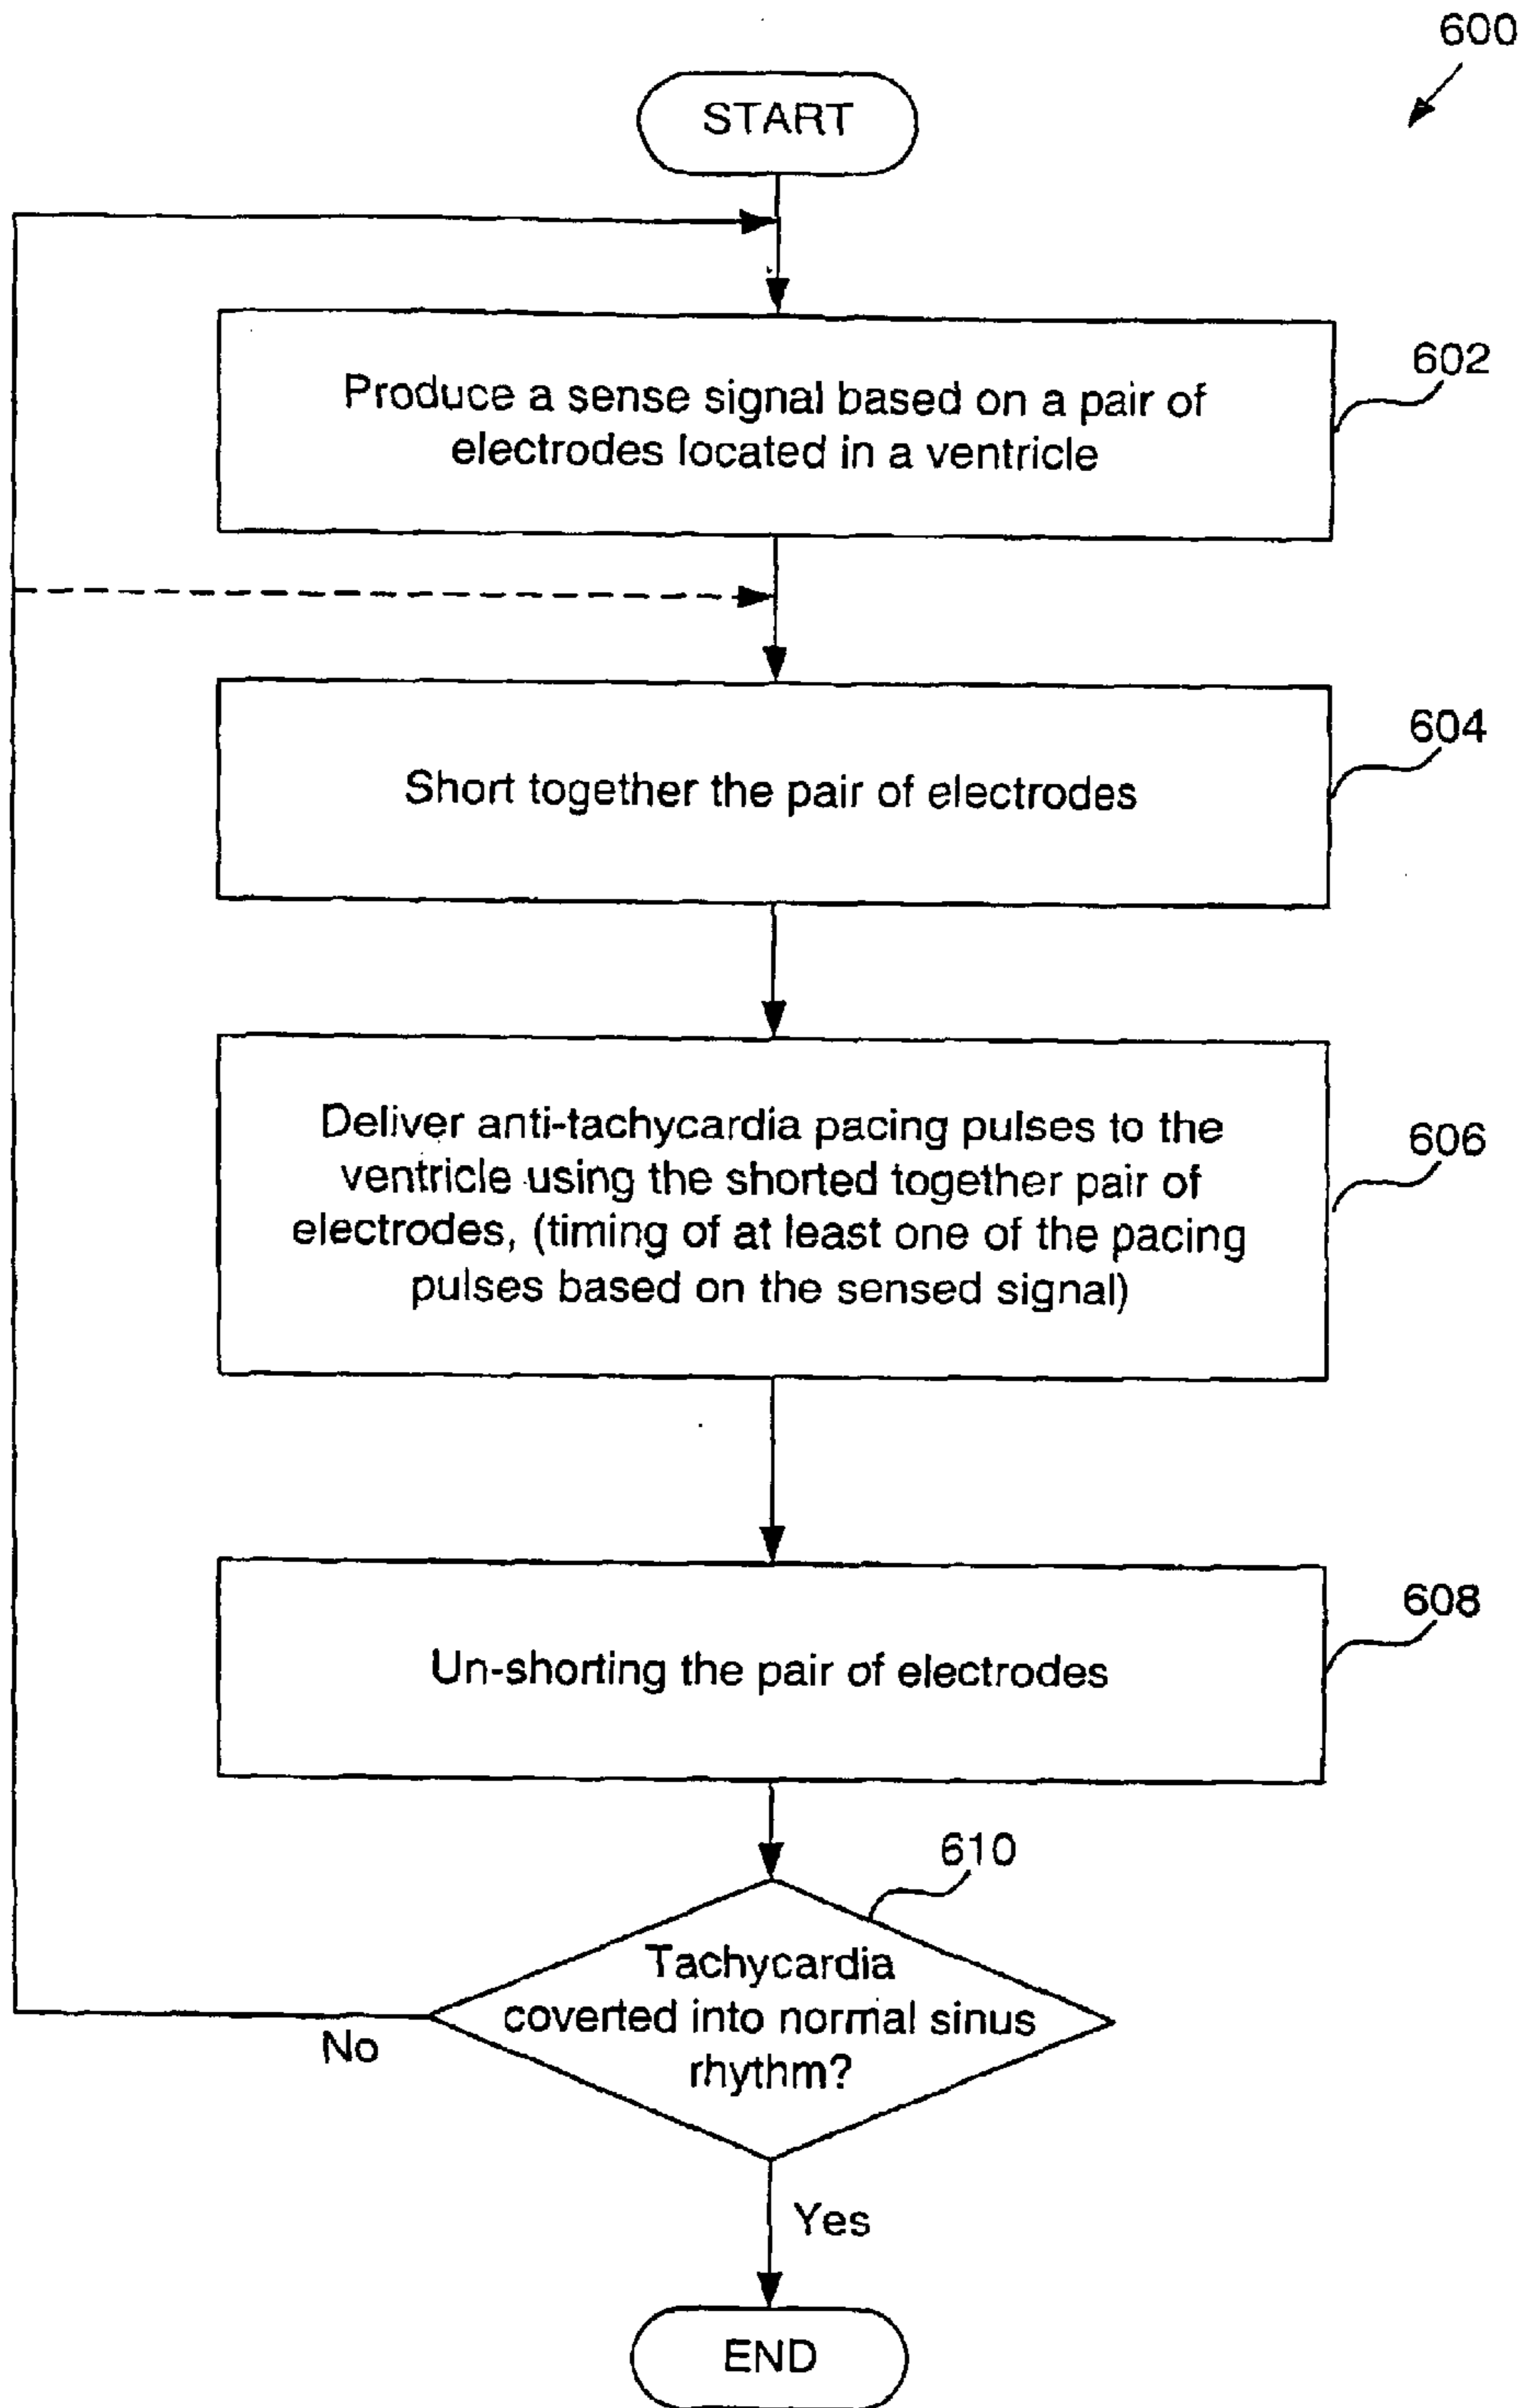 600
START
Produce a sense signal based on a pair of
electrodes located in a ventricle
602
Short together the pair of electrodes
604
Deliver anti-tachycardia pacing pulses to the
ventricle using the shorted together pair of
electrodes, (timing of at least one of the pacing
pulses based on the sensed signal)
606
Un-shorting the pair of electrodes
608
610
Tachycardia
coverted into normal sinus
rhythm?
No
Yes
END